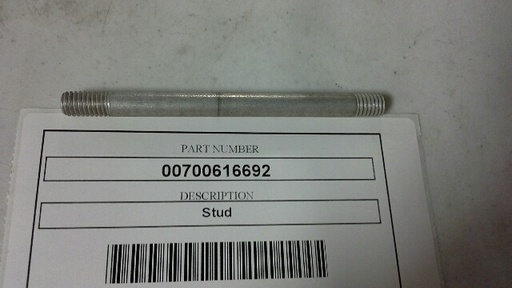 PART NUMBER
00700616692
DESCRIPTION
Stud